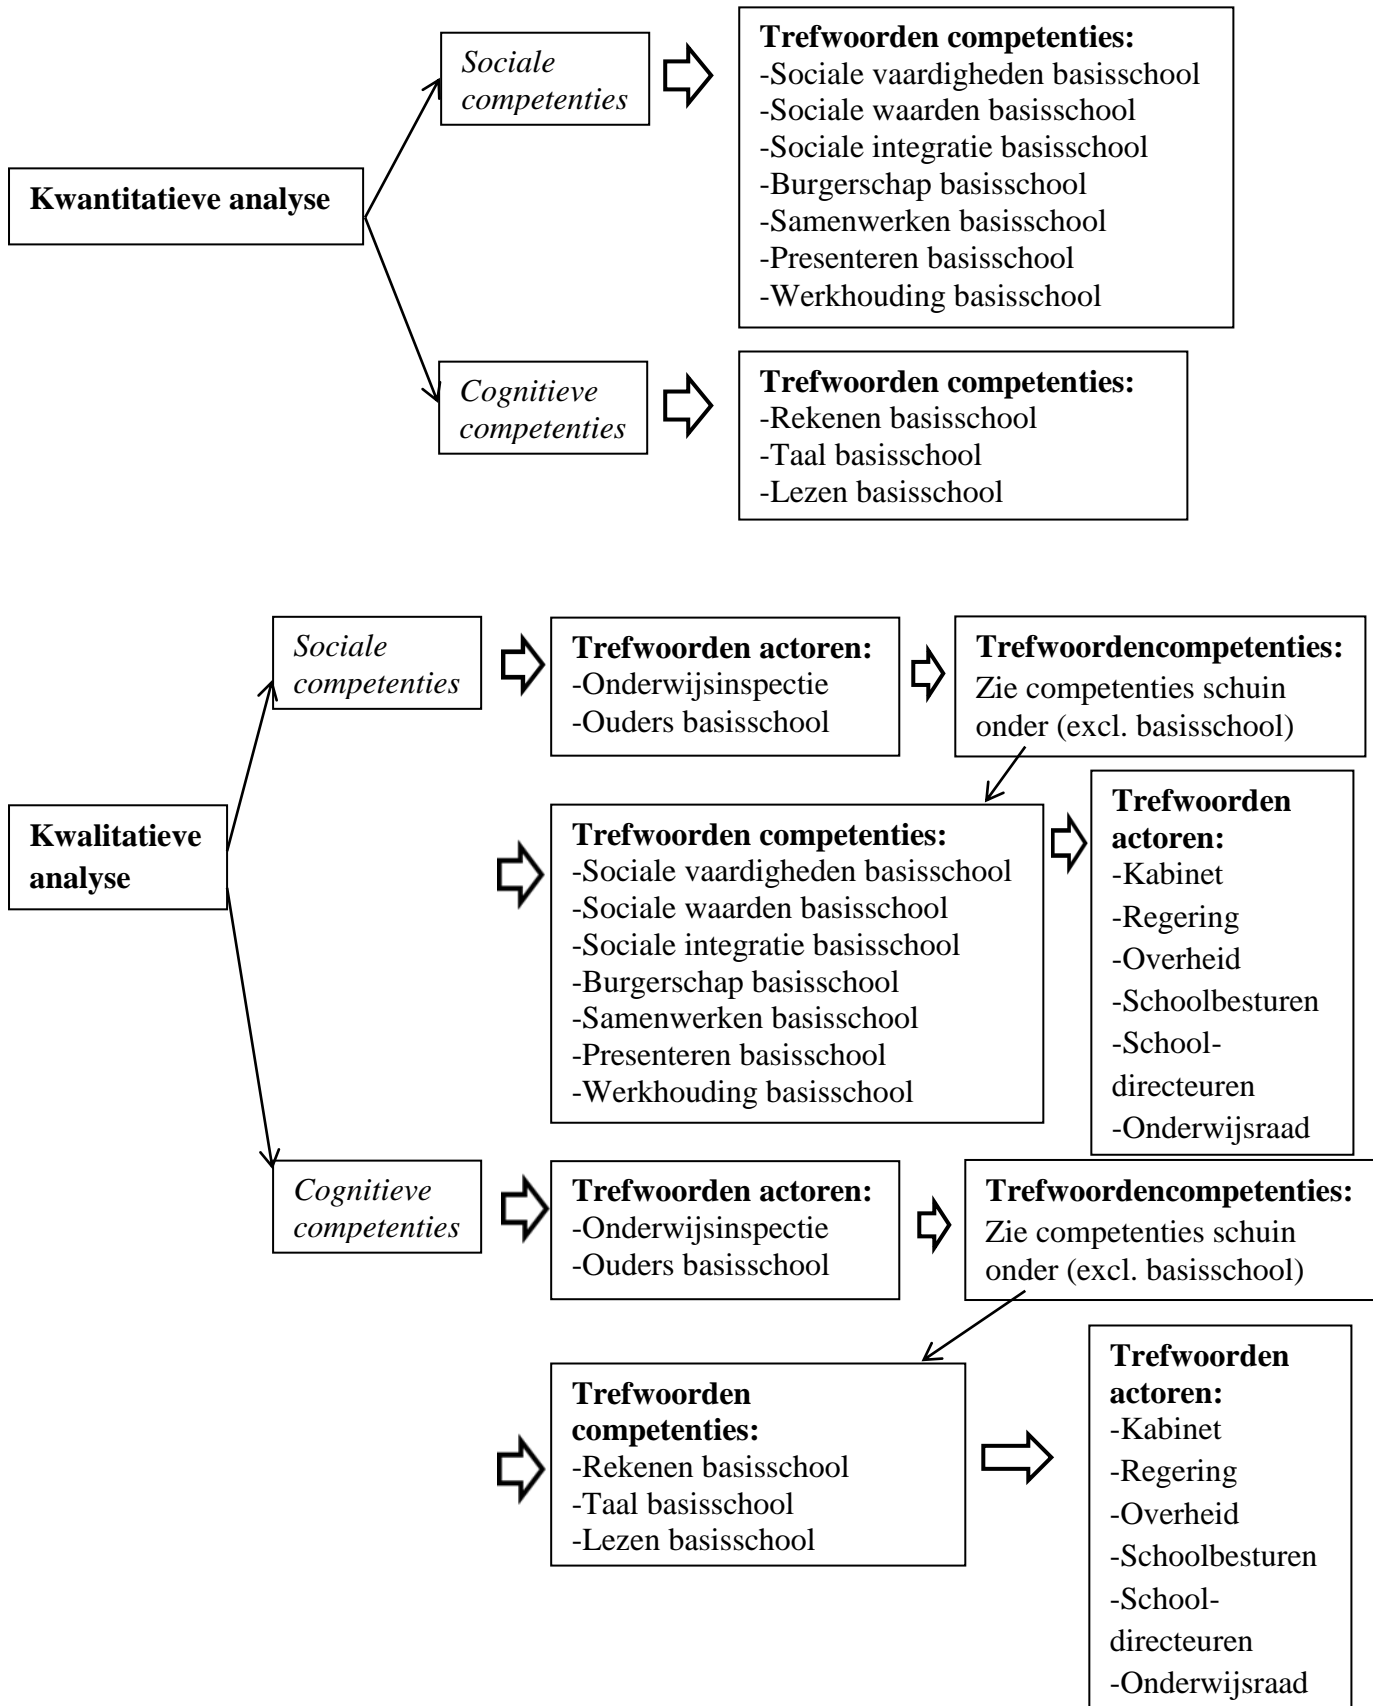 Sociale
competenties
Trefwoorden competenties:
-Sociale vaardigheden basisschool
-Sociale waarden basisschool
-Sociale integratie basisschool
-Burgerschap basisschool
-Samenwerken basisschool
-Presenteren basisschool
-Werkhouding basisschool
Kwantitatieve analyse
Cognitieve
competenties
Trefwoorden competenties:
-Rekenen basisschool
-Taal basisschool
-Lezen basisschool
Sociale
competenties
Trefwoorden actoren:
-Onderwijsinspectie
-Ouders basisschool
Trefwoordencompetenties:
Zie competenties schuin
onder (excl. basisschool)
Kwalitatieve
analyse
Trefwoorden competenties:
-Sociale vaardigheden basisschool
-Sociale waarden basisschool
-Sociale integratie basisschool
-Burgerschap basisschool
-Samenwerken basisschool
-Presenteren basisschool
-Werkhouding basisschool
Trefwoorden
actoren:
-Kabinet
-Regering
-Overheid
-Schoolbesturen
-School-
directeuren
-Onderwijsraad
Cognitieve
competenties
Trefwoorden actoren:
-Onderwijsinspectie
-Ouders basisschool
Trefwoordencompetenties:
Zie competenties schuin
onder (excl. basisschool)
Trefwoorden
competenties:
-Rekenen basisschool
-Taal basisschool
-Lezen basisschool
Trefwoorden
actoren:
-Kabinet
-Regering
-Overheid
-Schoolbesturen
-School-
directeuren
-Onderwijsraad